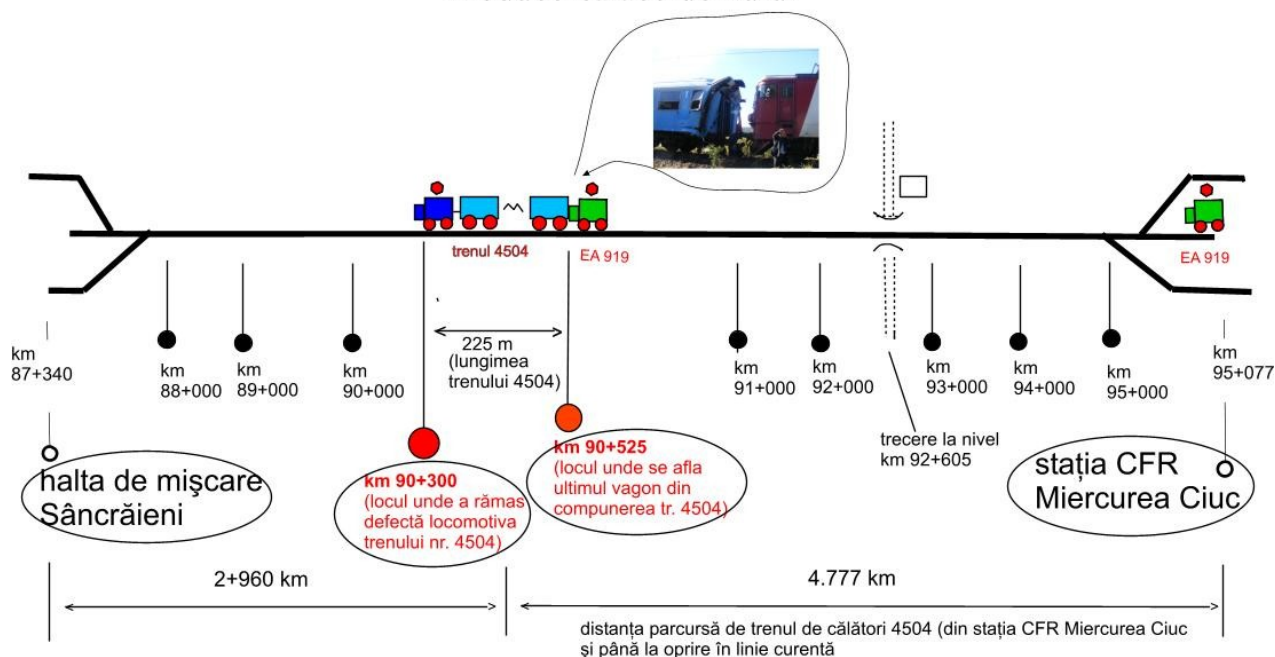 trenul 4504
EA 919
EA 919
225 m
(lungimea
trenului 4504)
km
87+340
km
88+000
km
89+000
km
90+000
km
91+000
km
92+000
km
93+000
km
94+000
km
95+000
km
95+077
trecere la nivel
km 92+605
halta de mişcare
Sâncrăieni
km 90+300
(locul unde a rămas
defectă locomotiva
trenului nr. 4504)
km 90+525
(locul unde se afla
ultimul vagon din
compunerea tr. 4504)
stația CFR
Miercurea Ciuc
2+960 km
4.777 km
distanța parcursă de trenul de călători 4504 (din stația CFR Miercurea Ciuc
și până la oprire în linie curentă